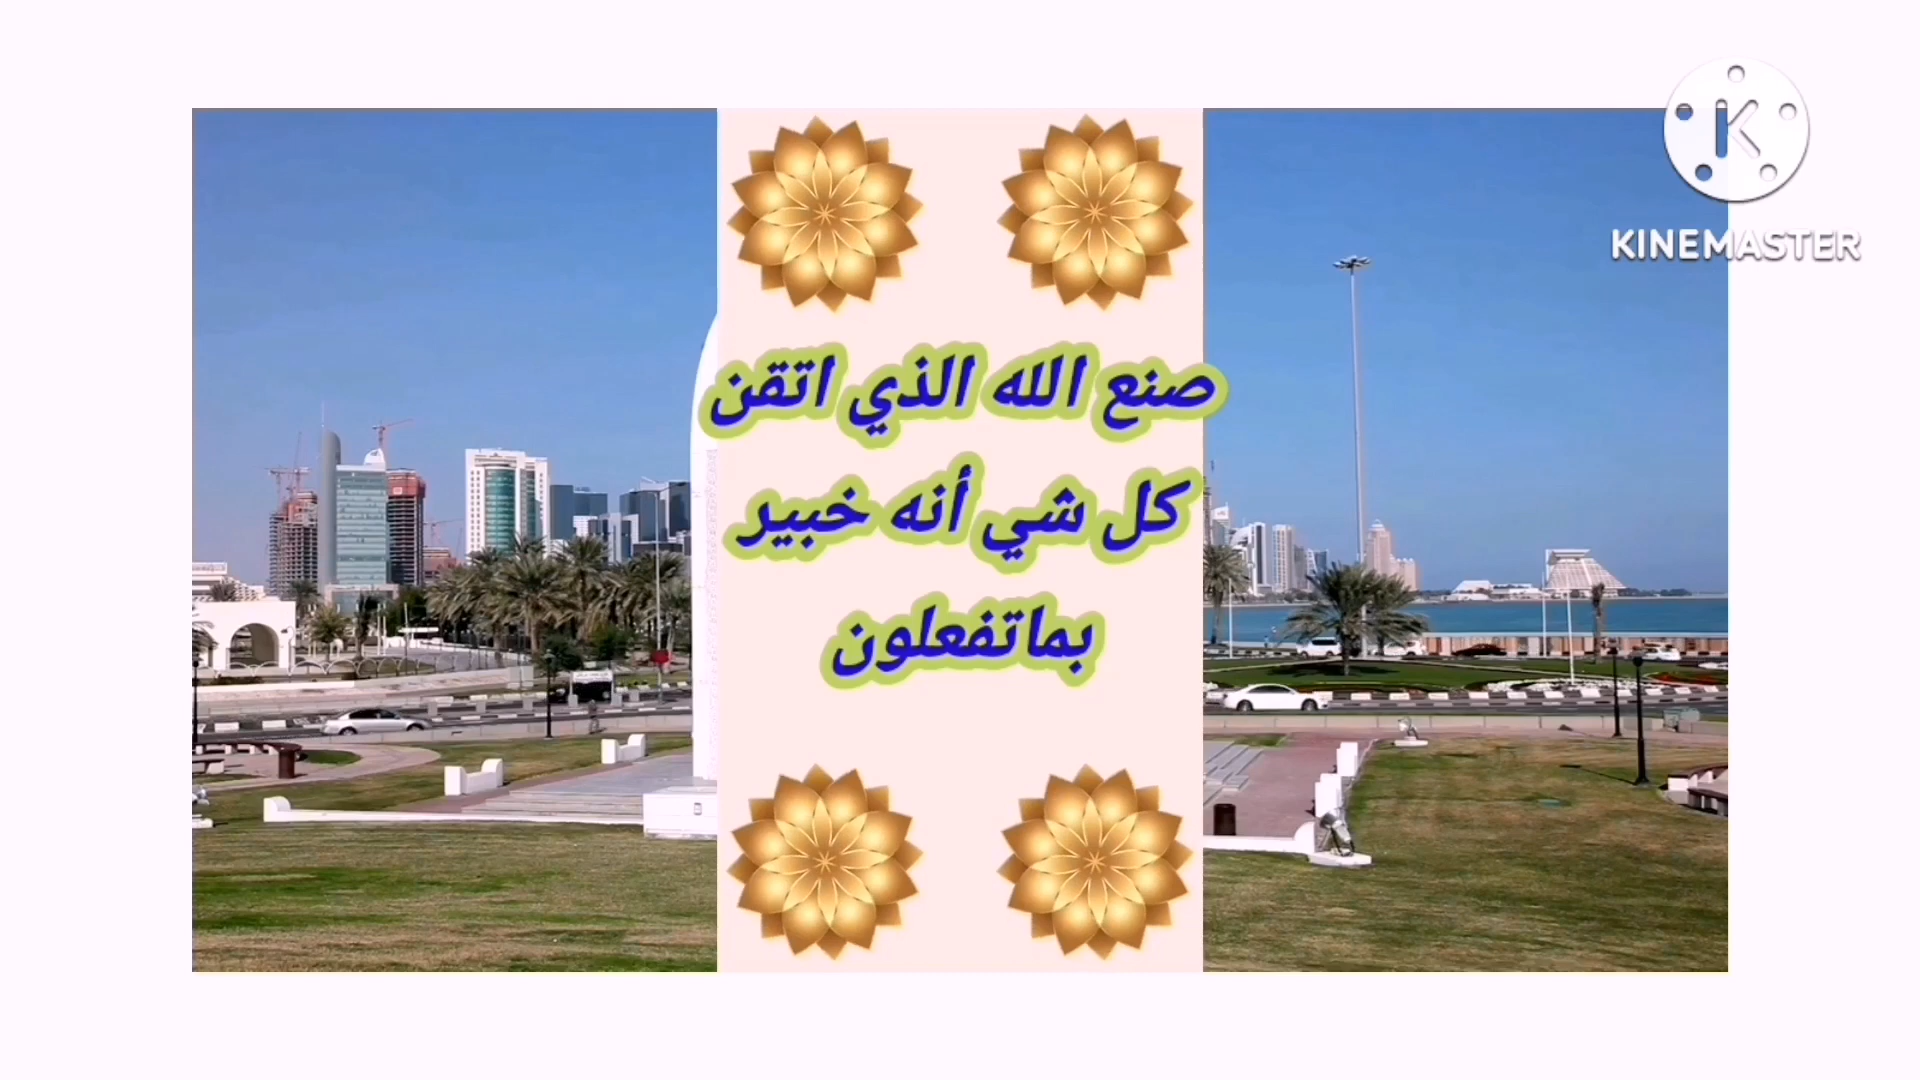 صنع الله الذي اتقن
كل شي أنه خبير
بماتفعلون
KINEMASTER